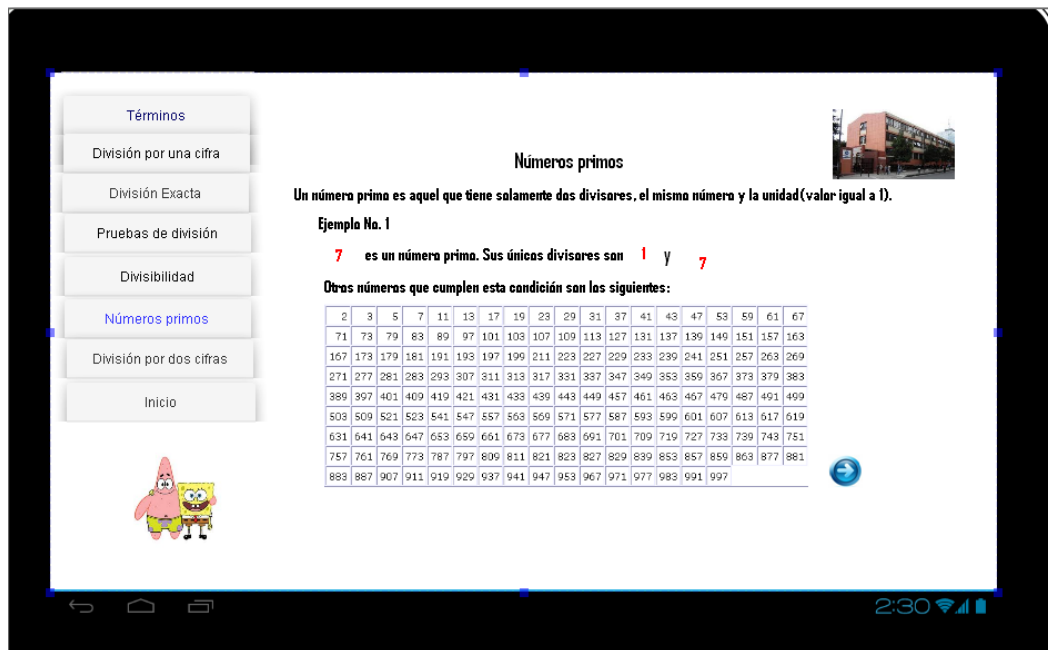 Términos
División por una cifra
División Exacta
Pruebas de división
Divisibilidad
Números primos
División por dos cifras
Inicio
Números primos
Un número primo es aquel que tiene solamente dos divisores, el mismo número y la unidad(valor igual a 1).
Ejemplo No. 1
7 es un número primo. Sus únicos divisores son 1 y 7
Otros números que cumplen esta condición son los siguientes:
2 3 5 7 11 13 17 19 23 29 31 37 41 43 47 53 59 61 67
71 73 79 83 89 97 101 103 107 109 113 127 131 137 139 149 151 157 163
167 173 179 181 191 193 197 199 211 223 227 229 233 239 241 251 257 263 269
271 277 281 283 293 307 311 313 317 331 337 347 349 353 359 367 373 379 383
389 397 401 409 419 421 431 433 439 443 449 457 461 463 467 479 487 491 499
503 509 521 523 541 547 557 563 569 571 577 587 593 599 601 607 613 617 619
631 641 643 647 653 659 661 673 677 683 691 701 709 719 727 733 739 743 751
757 761 769 773 787 797 809 811 821 823 827 829 839 853 857 859 863 877 881
883 887 907 911 919 929 937 941 947 953 967 971 977 983 991 997
2:30